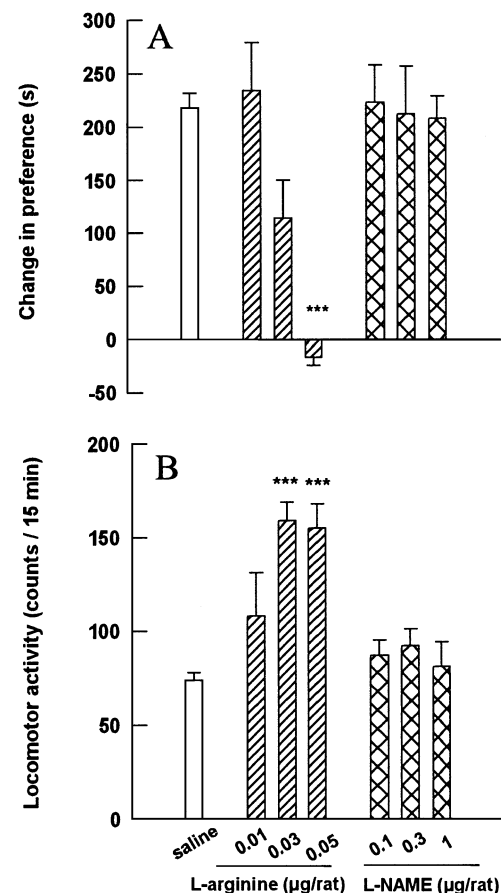 A
Change in preference (s)
300
250
200
150
100
50
0
-50
***
B
Locomotor activity (counts / 15 min)
200
150
100
50
0
*** ***
saline 0.01 0.03 0.05 0.1 0.3 1
L-arginine (μg/rat) L-NAME (μg/rat)